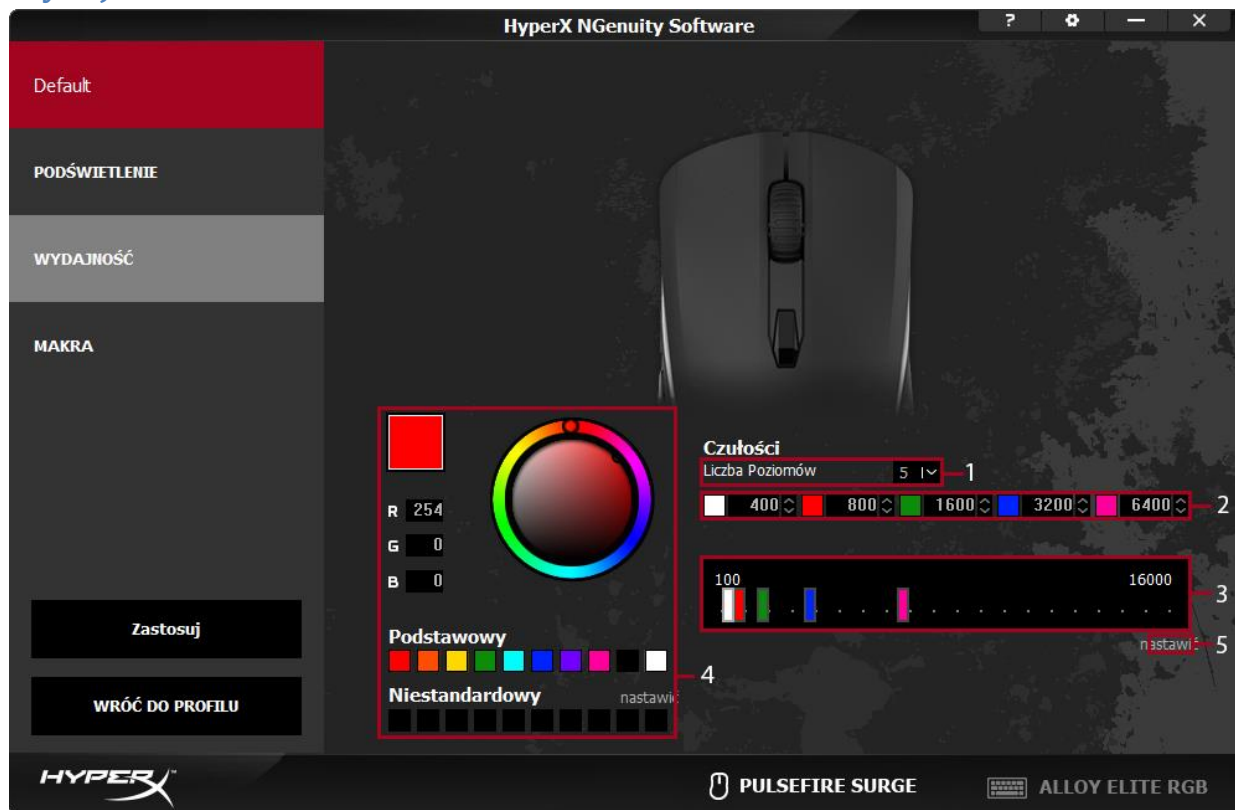 HyperX NGenuity Software
?
Default
PODŚWIETLENIE
WYDAJNOŚĆ
MAKRA
Zastosuj
WRÓĆ DO PROFILU
R 254
G 0
B 0
Podstawowy
Niestandardowy nastawić
4
Czułości
Liczba Poziomów 5 1
400 800 1600 3200 6400 2
100 16000
3
nastawić 5
HYPERX
PULSEFIRE SURGE
ALLOY ELITE RGB